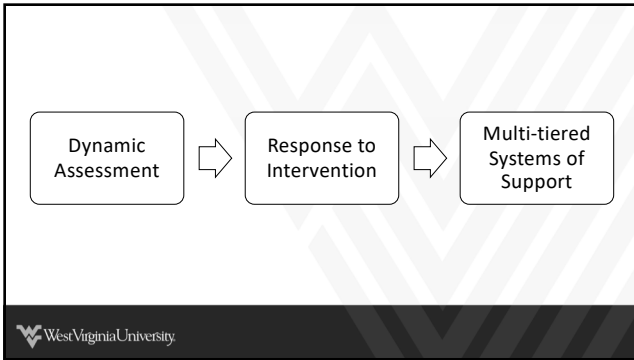 Dynamic
Assessment
Response to
Intervention
Multi-tiered
Systems of
Support
WestVirginiaUniversity.